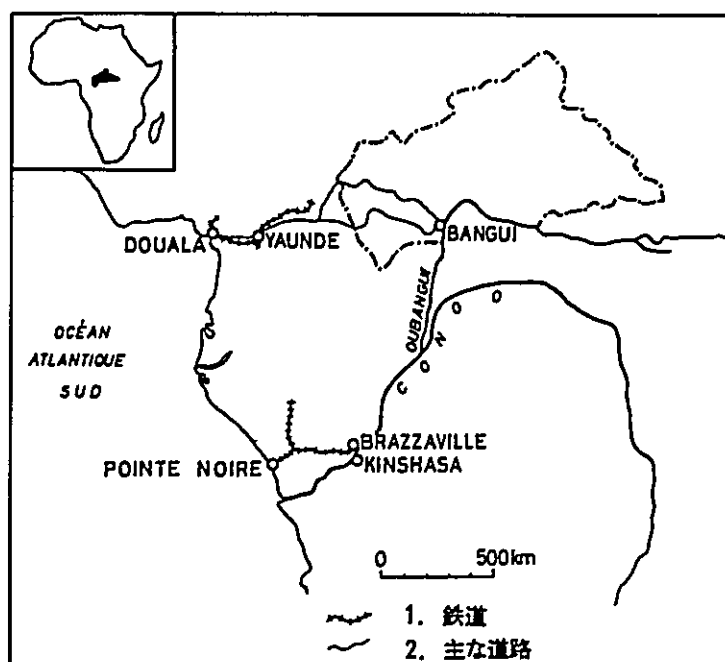 DOUALA
YAUNDE
BANGUI
OUBANGUI
CONGO
OCÉAN
ATLANTIQUE
SUD
BRAZZAVILLE
KINSHASA
POINTE NOIRE
0 500km
1. 鉄道
2. 主な道路